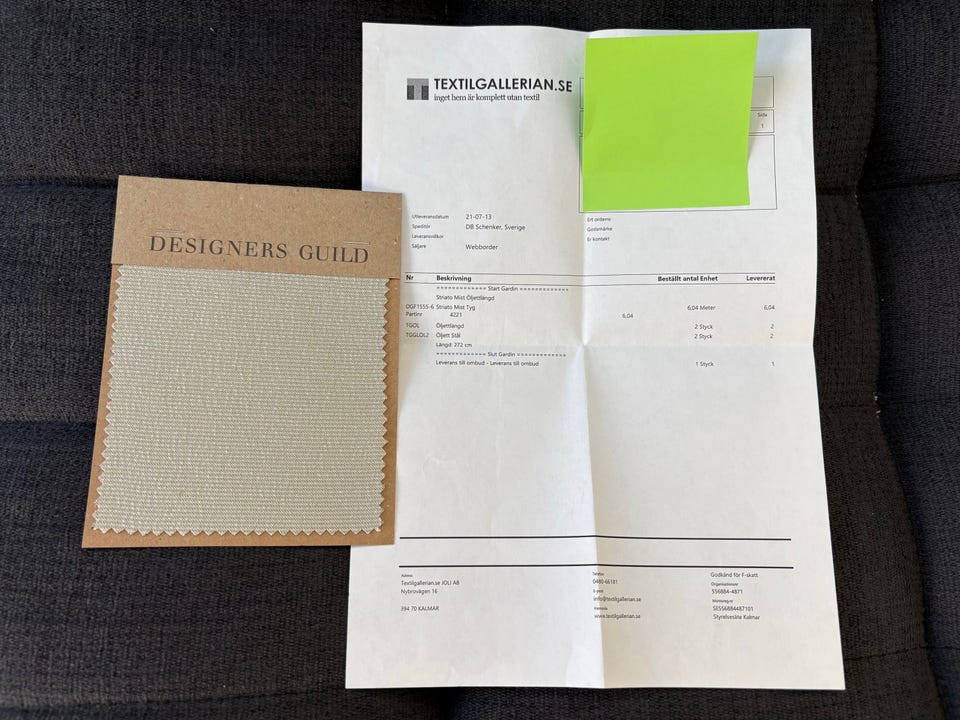 DESIGNERS GUILD
TEXTILGALLERIAN.SE
inget hem är komplett utan textil
Sida
1
Utleveransdatum 21-07-13
Speditör DB Schenker, Sverige
Leveransvillkor
Säljare Webborder
Ert ordernr
Godsmärke
Er kontakt
Nr Beskrivning Beställt antal Enhet Levererat
============= Start Gardin =============
Striato Mist Öljettlängd
DGF1555-6 Striato Mist Tyg 6,04 Meter 6,04
Partinr 4221 6,04
TGOL Öljettlängd 2 Styck 2
TGGLOL2 Öljett Stål 2 Styck 2
Längd: 272 cm
============= Slut Gardin =============
Leverans till ombud - Leverans till ombud 1 Styck 1
Adress
Textilgallerian.se JOLI AB
Nybrovägen 16
394 70 KALMAR
Telefon
0480-66181
E-post
info@textilgallerian.se
Hemsida
www.textilgallerian.se
Godkänd för F-skatt
Organisationsnr
556884-4871
Momsreg.nr
SE556884487101
Styrelsesäte Kalmar